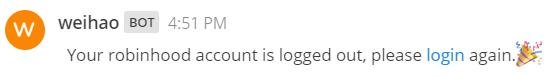 W weihao BOT 4:51 PM
Your robinhood account is logged out, please login again.🎉